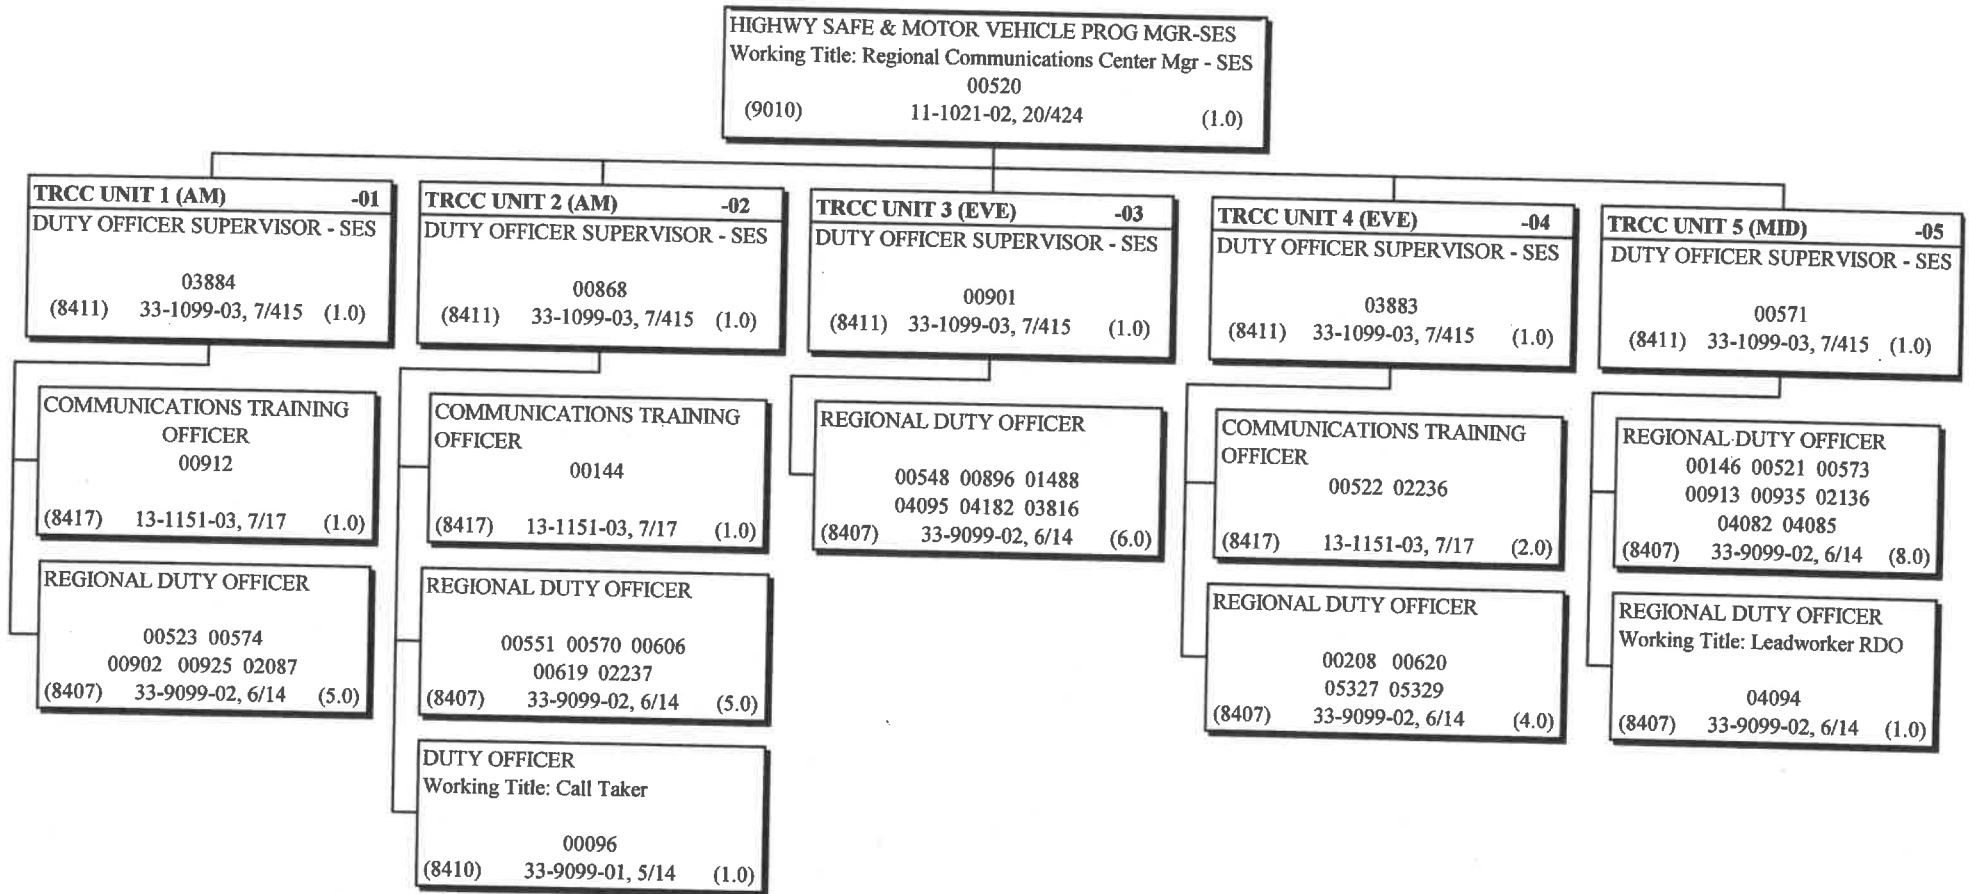 HIGHWY SAFE & MOTOR VEHICLE PROG MGR-SES
Working Title: Regional Communications Center Mgr - SES
00520
(9010) 11-1021-02, 20/424 (1.0)
TRCC UNIT 1 (AM) -01
DUTY OFFICER SUPERVISOR - SES
03884
(8411) 33-1099-03, 7/415 (1.0)
COMMUNICATIONS TRAINING
OFFICER
00912
(8417) 13-1151-03, 7/17 (1.0)
REGIONAL DUTY OFFICER
00523 00574
00902 00925 02087
(8407) 33-9099-02, 6/14 (5.0)
TRCC UNIT 2 (AM) -02
DUTY OFFICER SUPERVISOR - SES
00868
(8411) 33-1099-03, 7/415 (1.0)
COMMUNICATIONS TRAINING
OFFICER
00144
(8417) 13-1151-03, 7/17 (1.0)
REGIONAL DUTY OFFICER
00551 00570 00606
00619 02237
(8407) 33-9099-02, 6/14 (5.0)
DUTY OFFICER
Working Title: Call Taker
00096
(8410) 33-9099-01, 5/14 (1.0)
TRCC UNIT 3 (EVE) -03
DUTY OFFICER SUPERVISOR - SES
00901
(8411) 33-1099-03, 7/415 (1.0)
REGIONAL DUTY OFFICER
00548 00896 01488
04095 04182 03816
(8407) 33-9099-02, 6/14 (6.0)
TRCC UNIT 4 (EVE) -04
DUTY OFFICER SUPERVISOR - SES
03883
(8411) 33-1099-03, 7/415 (1.0)
COMMUNICATIONS TRAINING
OFFICER
00522 02236
(8417) 13-1151-03, 7/17 (2.0)
REGIONAL DUTY OFFICER
00208 00620
05327 05329
(8407) 33-9099-02, 6/14 (4.0)
TRCC UNIT 5 (MID) -05
DUTY OFFICER SUPERVISOR - SES
00571
(8411) 33-1099-03, 7/415 (1.0)
REGIONAL DUTY OFFICER
00146 00521 00573
00913 00935 02136
04082 04085
(8407) 33-9099-02, 6/14 (8.0)
REGIONAL DUTY OFFICER
Working Title: Leadworker RDO
04094
(8407) 33-9099-02, 6/14 (1.0)